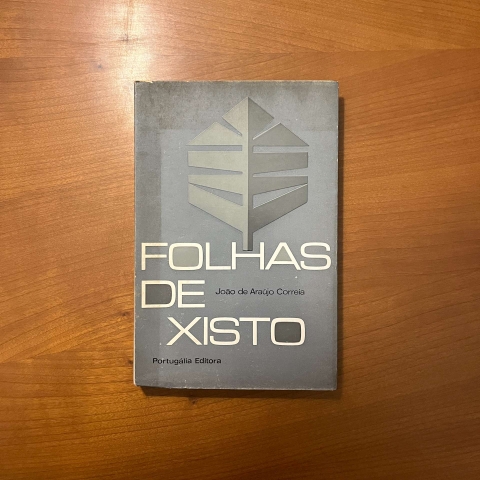 FOLHAS
João de Araújo Correia
DE
XISTO
Portugália Editora